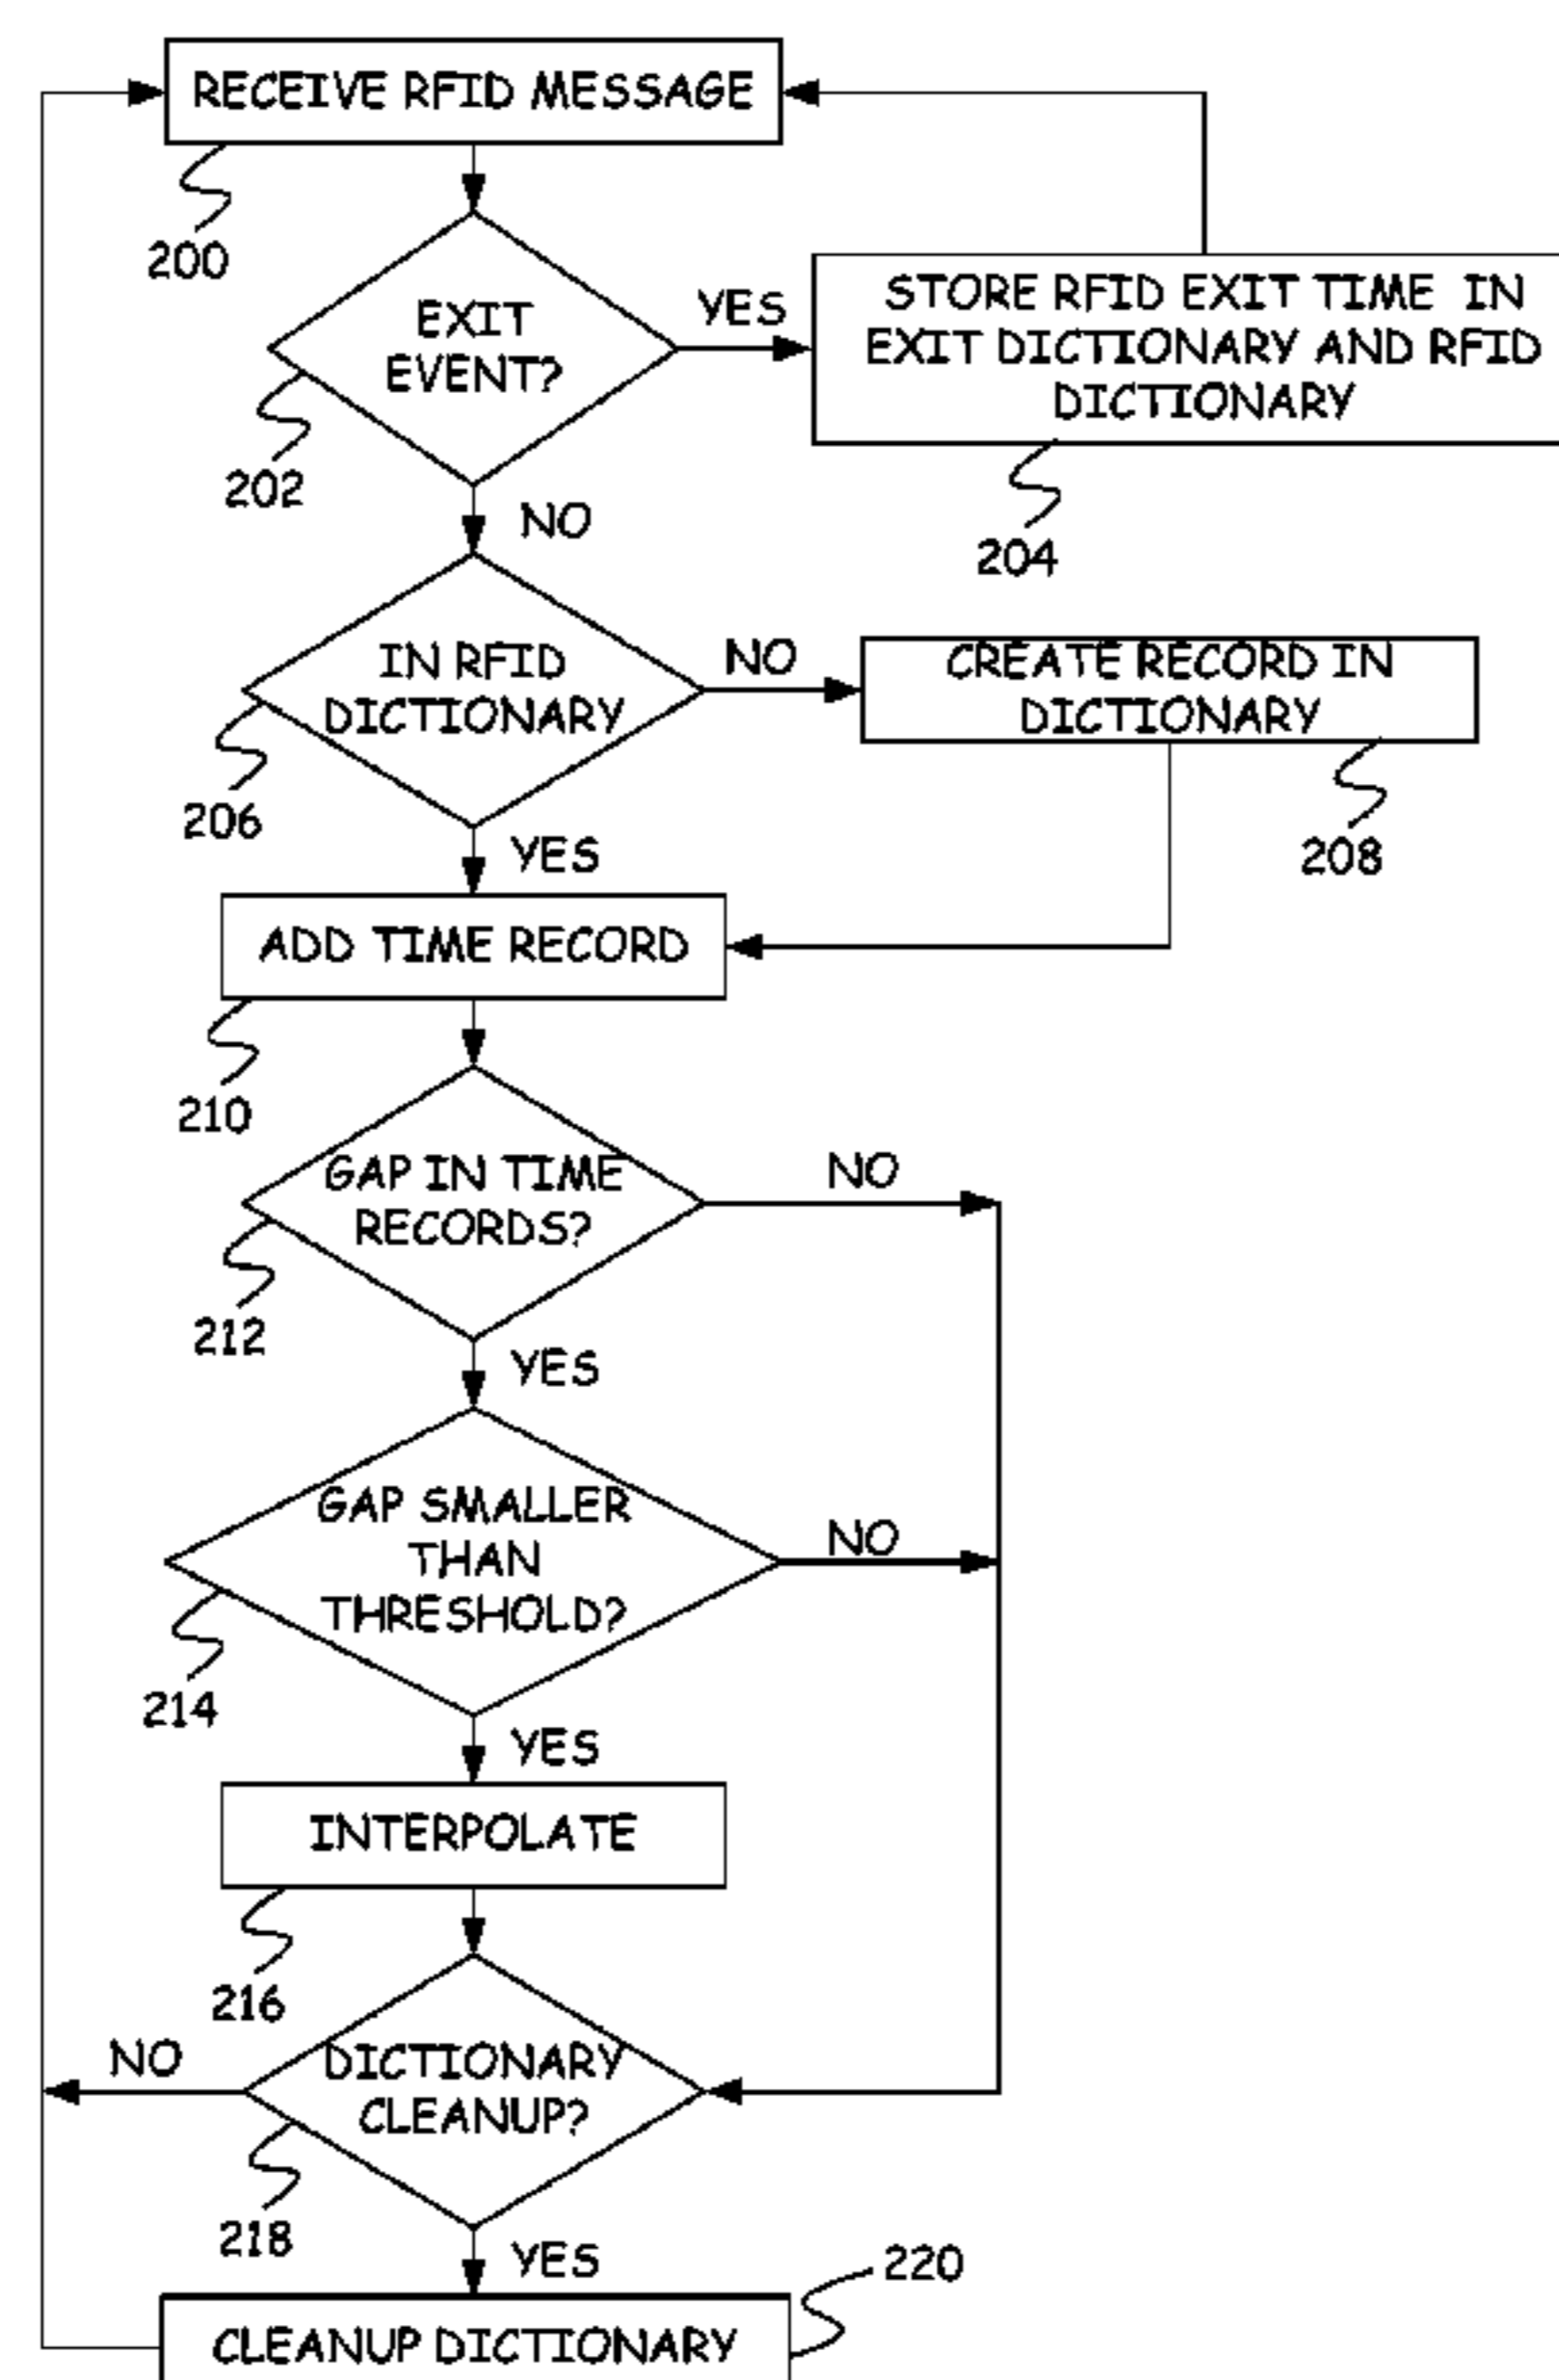 RECEIVE RFID MESSAGE
200
EXIT
EVENT?
YES
202
STORE RFID EXIT TIME IN
EXIT DICTIONARY AND RFID
DICTIONARY
204
NO
IN RFID
DICTIONARY
NO
206
CREATE RECORD IN
DICTIONARY
208
YES
ADD TIME RECORD
210
GAP IN TIME
RECORDS?
NO
212
YES
GAP SMALLER
THAN
THRESHOLD?
NO
214
YES
INTERPOLATE
216
NO
DICTIONARY
CLEANUP?
218
YES
220
CLEANUP DICTIONARY